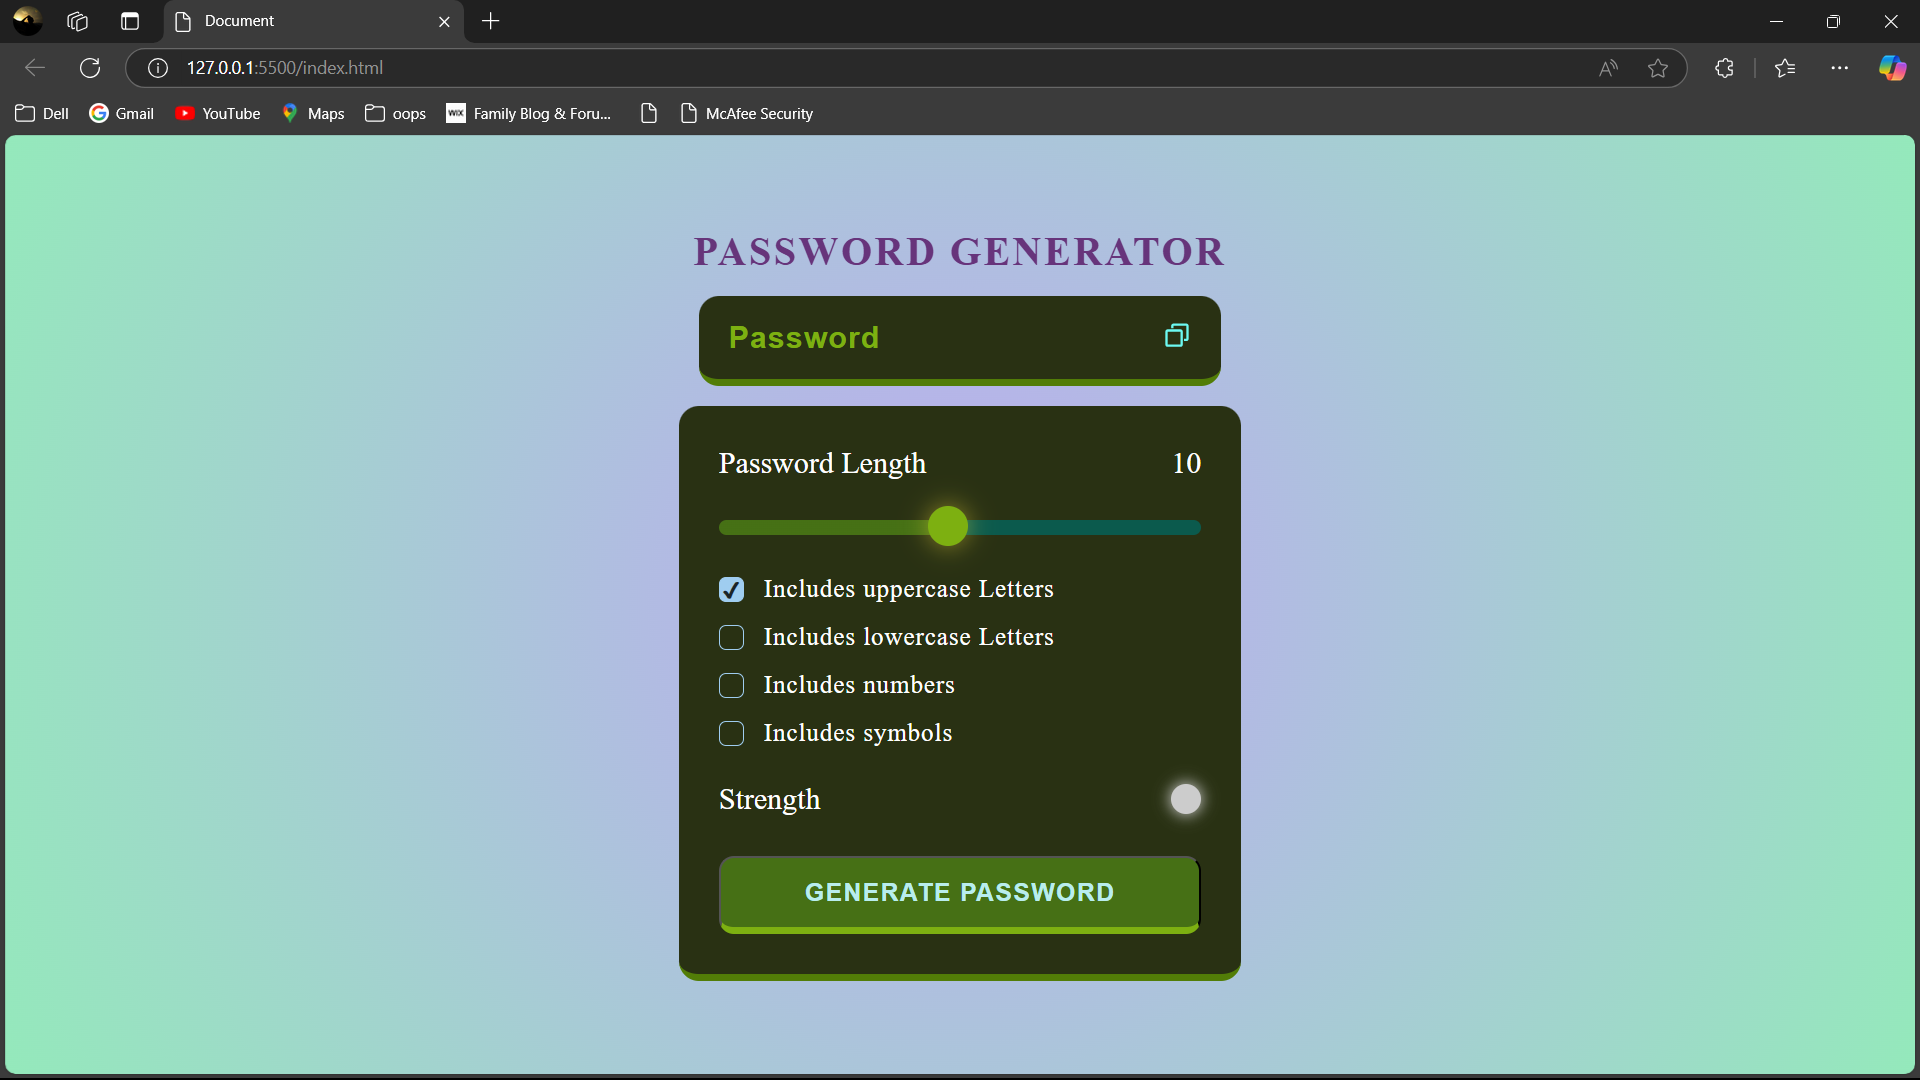 Document
127.0.0.1:5500/index.html
Dell Gmail YouTube Maps oops WIX Family Blog & Foru... McAfee Security
PASSWORD GENERATOR
Password
Password Length 10
Includes uppercase Letters
Includes lowercase Letters
Includes numbers
Includes symbols
Strength
GENERATE PASSWORD